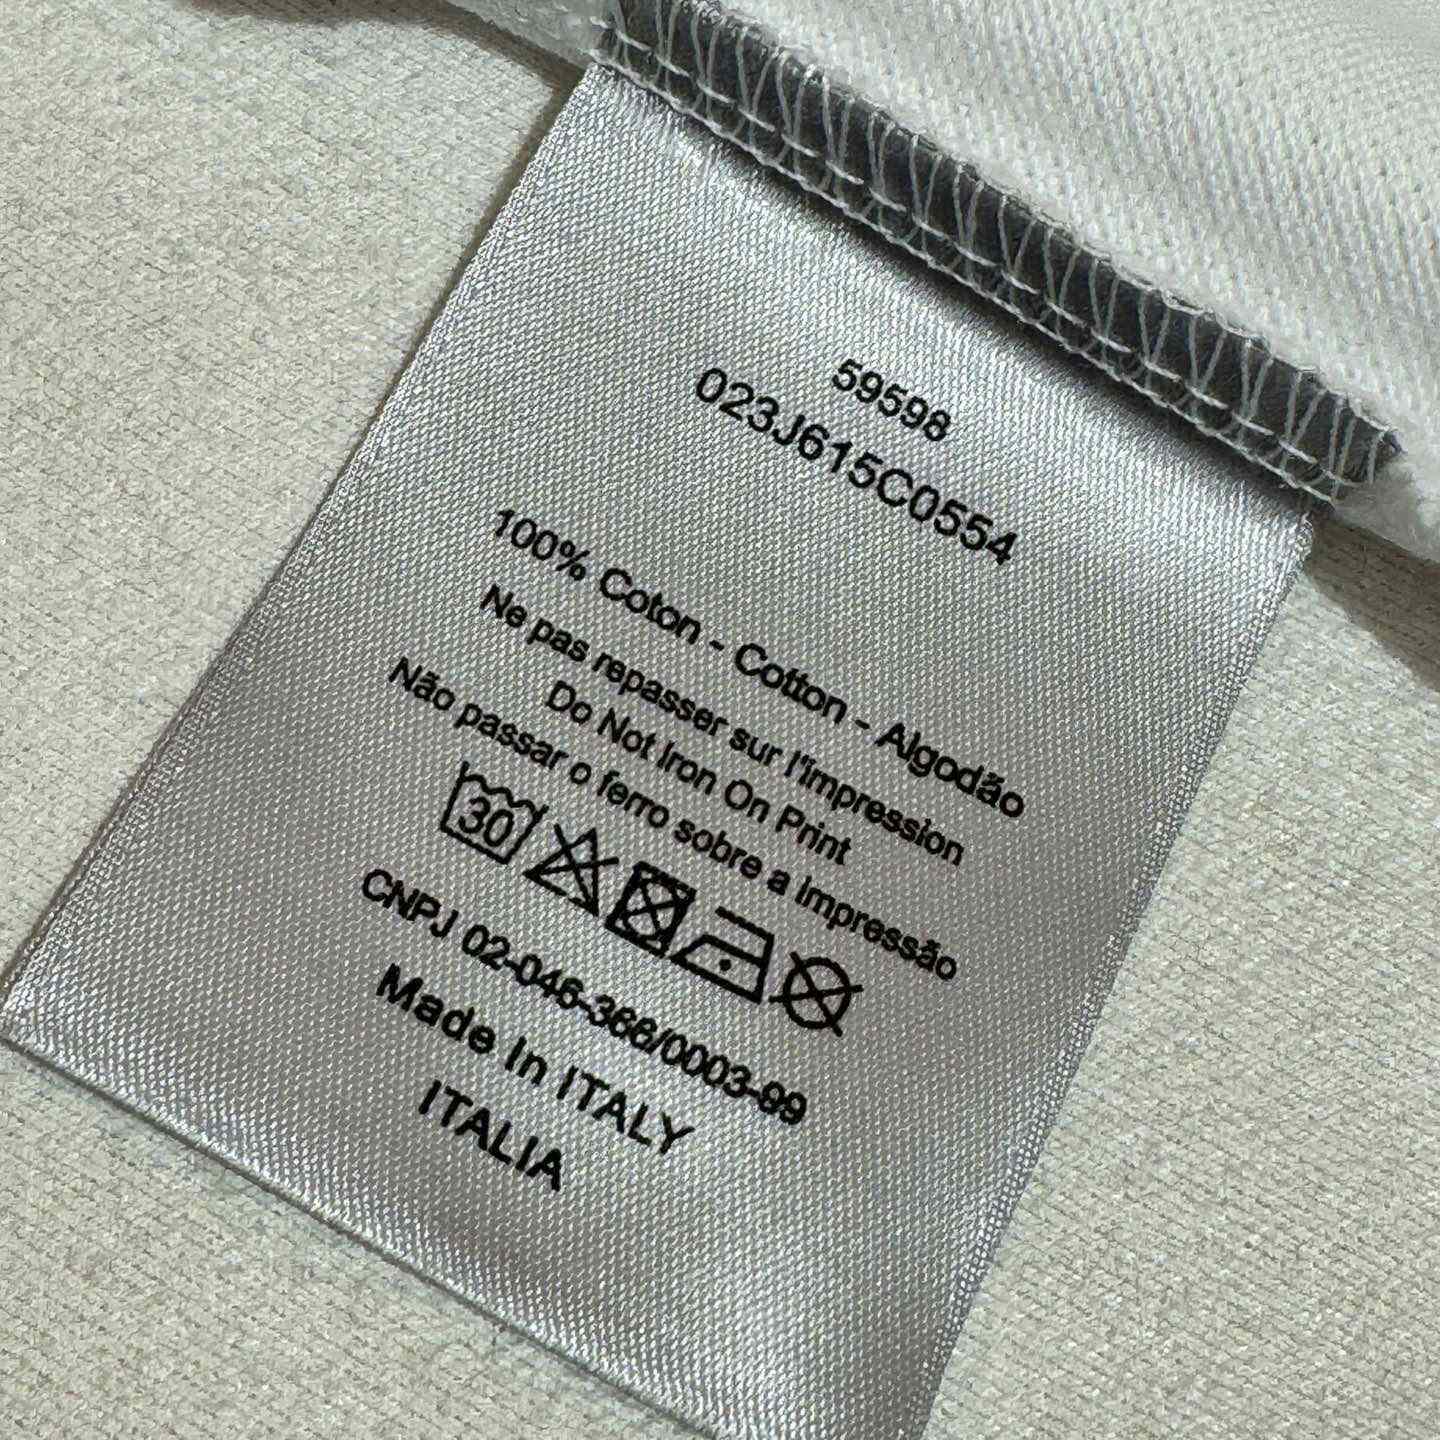 59598
023J615C0554
100% Coton - Cotton - Algodão
Ne pas repasser sur l'impression
Do Not Iron On Print
Não passar o ferro sobre a impressão
30
CNPJ 02-046-366/0003-99
Made In ITALY
ITALIA